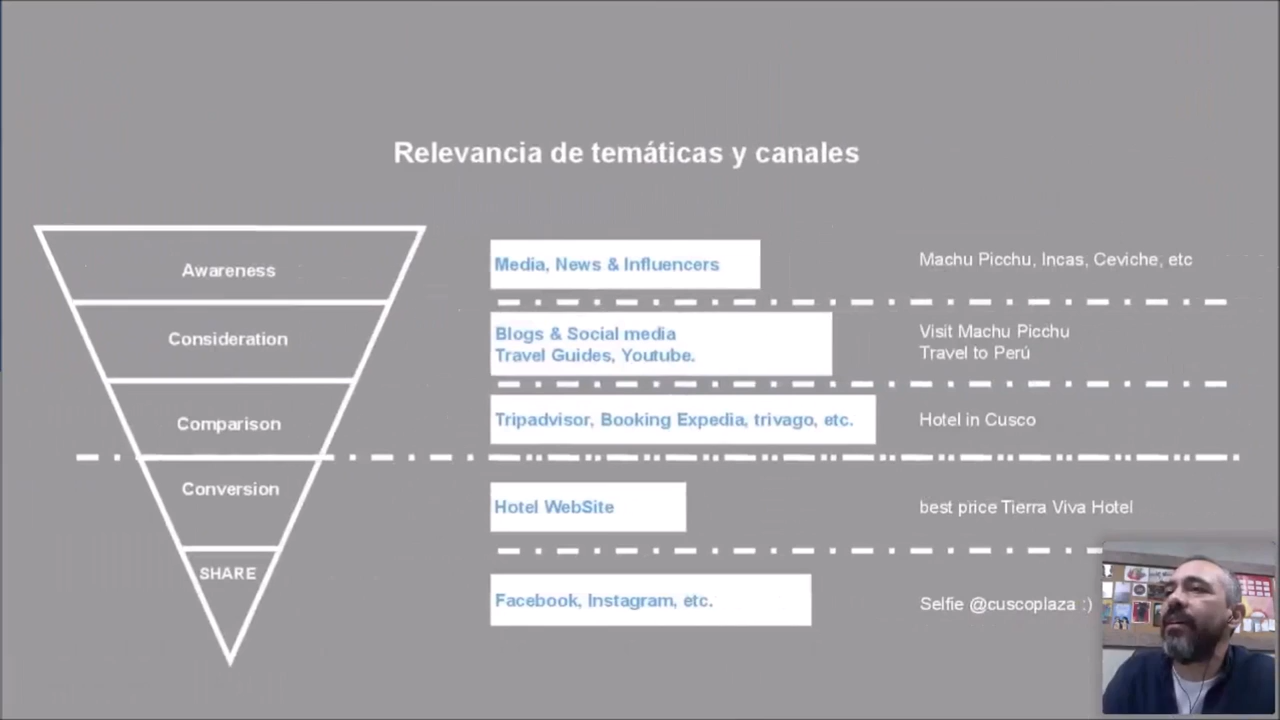 Relevancia de temáticas y canales
Awareness
Media, News & Influencers
Machu Picchu, Incas, Ceviche, etc
Consideration
Blogs & Social media
Travel Guides, Youtube.
Visit Machu Picchu
Travel to Perú
Comparison
Tripadvisor, Booking Expedia, trivago, etc.
Hotel in Cusco
Conversion
Hotel WebSite
best price Tierra Viva Hotel
SHARE
Facebook, Instagram, etc.
Selfie @cuscoplaza :)